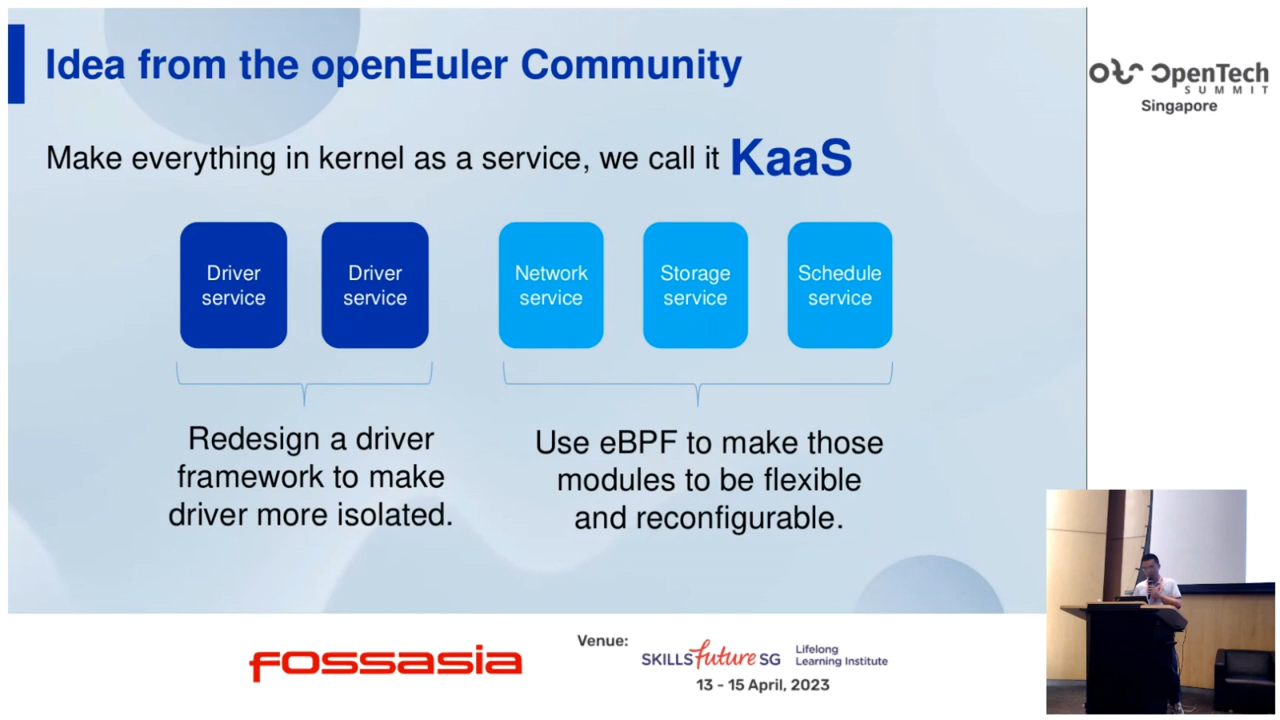 Idea from the openEuler Community
OpenTech
SUMMIT
Singapore
Make everything in kernel as a service, we call it KaaS
Driver
service
Driver
service
Network
service
Storage
service
Schedule
service
Redesign a driver
framework to make
driver more isolated.
Use eBPF to make those
modules to be flexible
and reconfigurable.
fossasia
Venue:
SKILLSfuture SG
Lifelong
Learning Institute
13 - 15 April, 2023